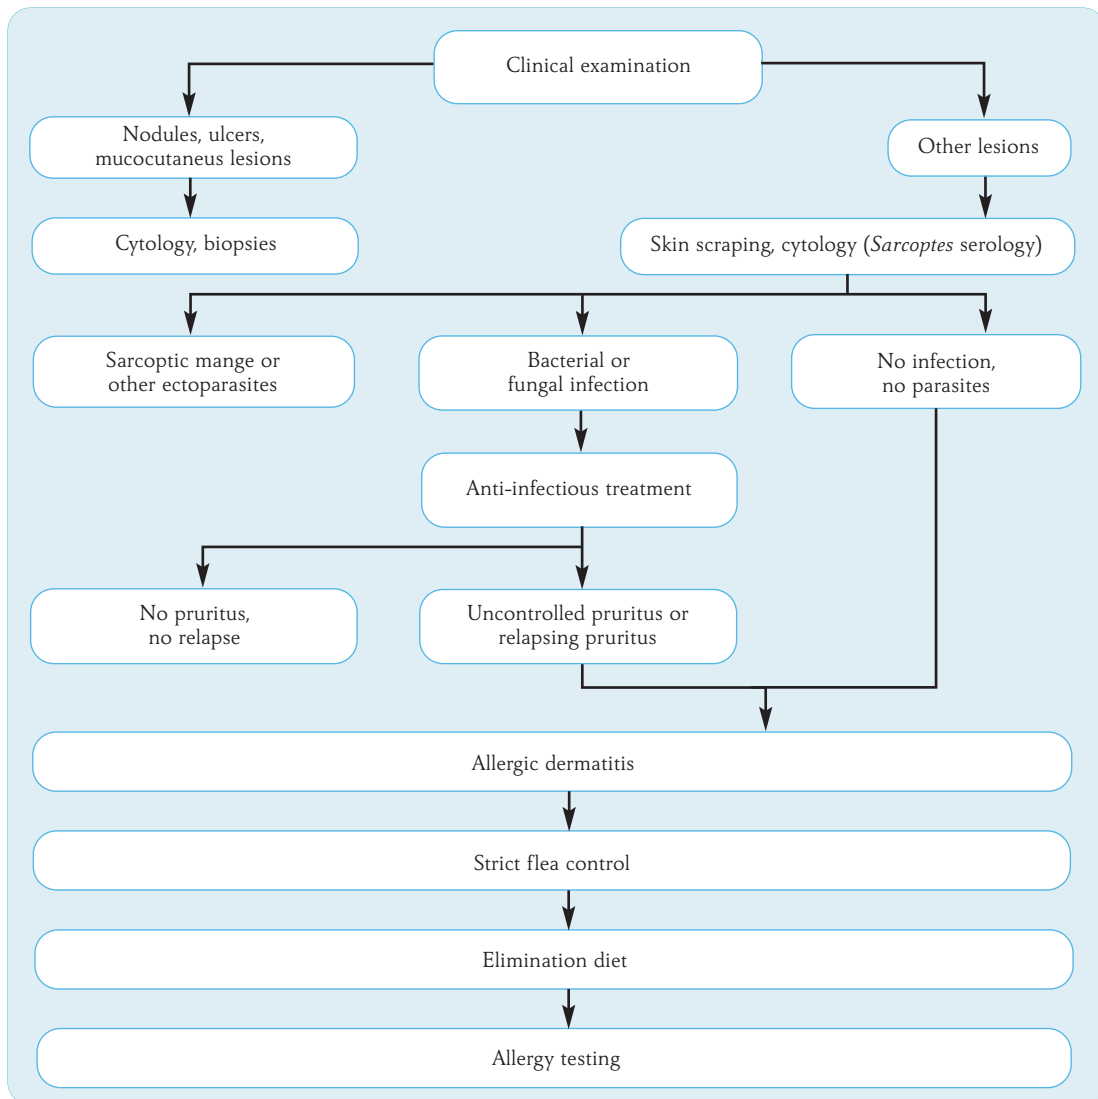 Clinical examination
Nodules, ulcers,
mucocutaneus lesions
Other lesions
Cytology, biopsies
Skin scraping, cytology (Sarcoptes serology)
Sarcoptic mange or
other ectoparasites
Bacterial or
fungal infection
No infection,
no parasites
Anti-infectious treatment
No pruritus,
no relapse
Uncontrolled pruritus or
relapsing pruritus
Allergic dermatitis
Strict flea control
Elimination diet
Allergy testing